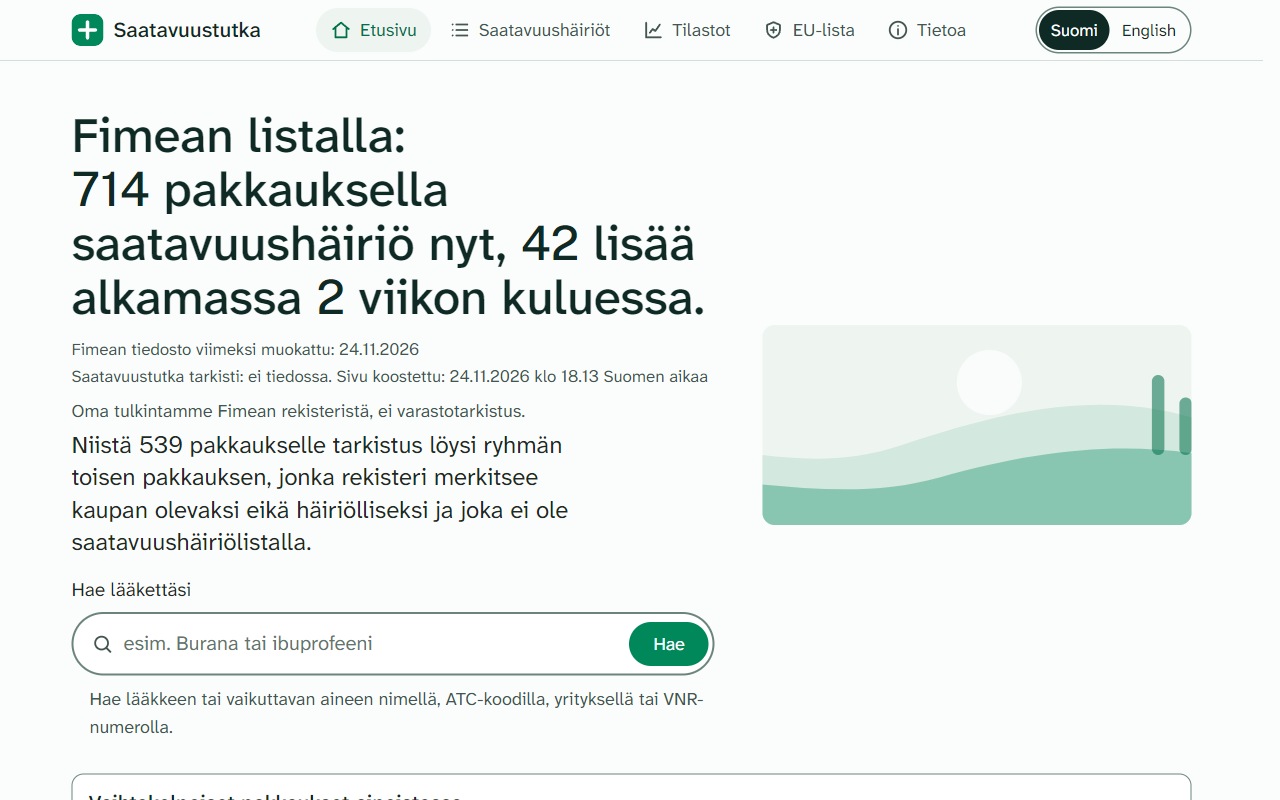 Saatavuustutka
Etusivu
Saatavuushäiriöt
Tilastot
EU-lista
Tietoa
Suomi
English
Fimean listalla:
714 pakkauksella
saatavuushäiriö nyt, 42 lisää
alkamassa 2 viikon kuluessa.
Fimean tiedosto viimeksi muokattu: 24.11.2026
Saatavuustutka tarkisti: ei tiedossa. Sivu koostettu: 24.11.2026 klo 18.13 Suomen aikaa
Oma tulkintamme Fimean rekisteristä, ei varastotarkistus.
Niistä 539 pakkaukselle tarkistus löysi ryhmän
toisen pakkauksen, jonka rekisteri merkitsee
kaupan olevaksi eikä häiriölliseksi ja joka ei ole
saatavuushäiriölistalla.
Hae lääkettäsi
esim. Burana tai ibuprofeeni
Hae
Hae lääkkeen tai vaikuttavan aineen nimellä, ATC-koodilla, yrityksellä tai VNR-
numerolla.